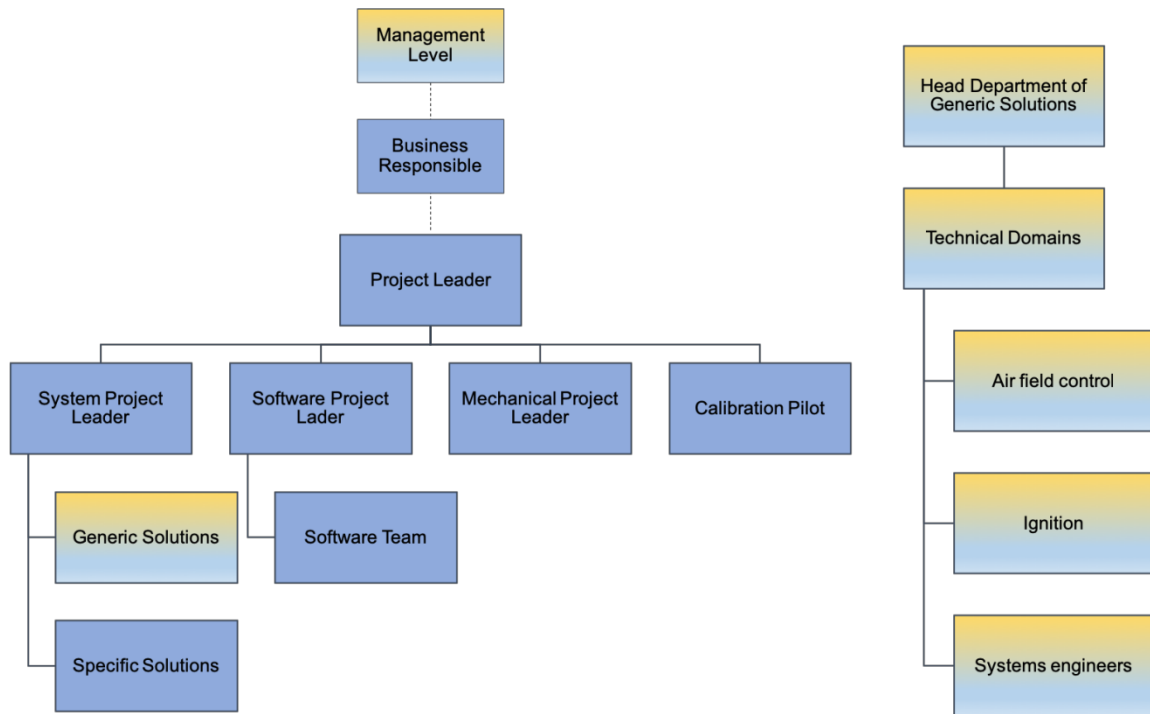 Management
Level
Business
Responsible
Project Leader
System Project
Leader
Software Project
Lader
Mechanical Project
Leader
Calibration Pilot
Generic Solutions
Software Team
Specific Solutions
Head Department of
Generic Solutions
Technical Domains
Air field control
Ignition
Systems engineers